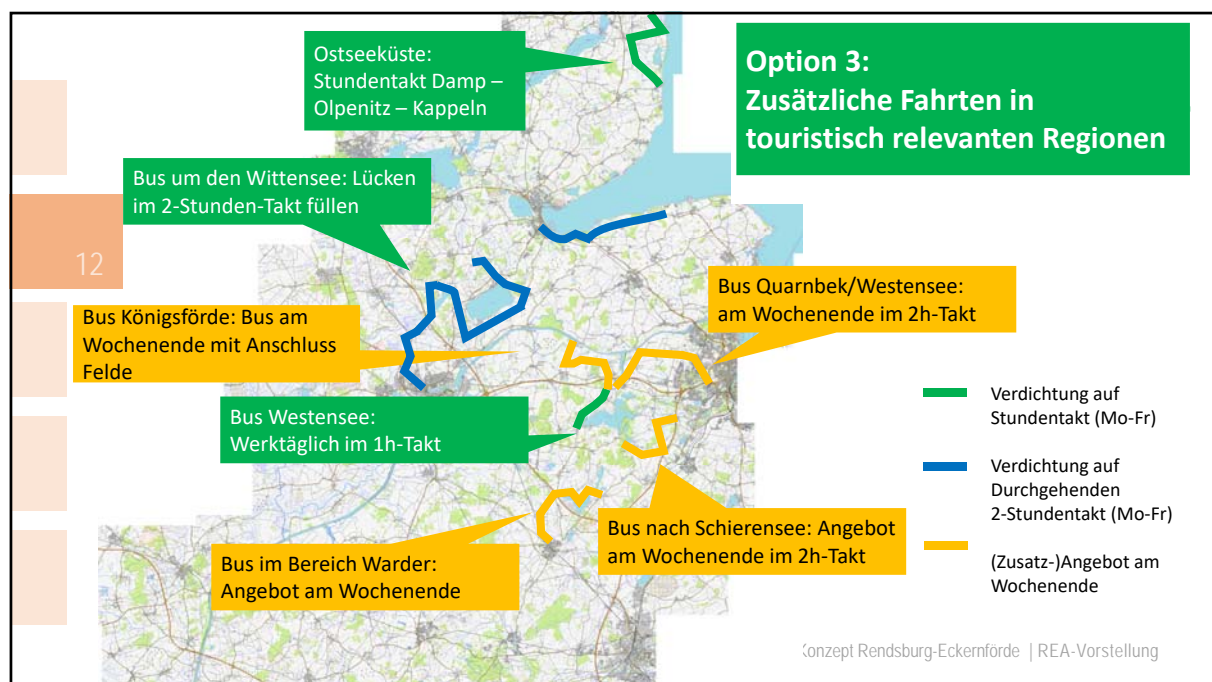 Option 3:
Zusätzliche Fahrten in
touristisch relevanten Regionen
Ostseeküste:
Stundentakt Damp –
Olpenitz – Kappeln
Bus um den Wittensee: Lücken
im 2-Stunden-Takt füllen
12
Bus Königsförde: Bus am
Wochenende mit Anschluss
Felde
Bus Quarnbek/Westensee:
am Wochenende im 2h-Takt
Bus Westensee:
Werktäglich im 1h-Takt
Bus nach Schierensee: Angebot
am Wochenende im 2h-Takt
Bus im Bereich Warder:
Angebot am Wochenende
Verdichtung auf
Stundentakt (Mo-Fr)
Verdichtung auf
Durchgehenden
2-Stundentakt (Mo-Fr)
(Zusatz-)Angebot am
Wochenende
Konzept Rendsburg-Eckernförde | REA-Vorstellung